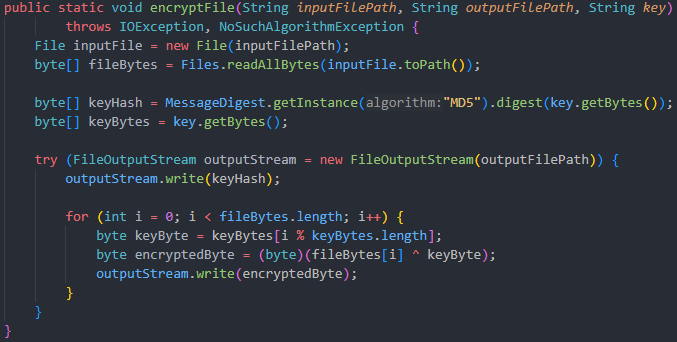 public static void encryptFile(String inputFilePath, String outputFilePath, String key)
        throws IOException, NoSuchAlgorithmException {
    File inputFile = new File(inputFilePath);
    byte[] fileBytes = Files.readAllBytes(inputFile.toPath());

    byte[] keyHash = MessageDigest.getInstance(algorithm:"MD5").digest(key.getBytes());
    byte[] keyBytes = key.getBytes();

    try (FileOutputStream outputStream = new FileOutputStream(outputFilePath)) {
        outputStream.write(keyHash);

        for (int i = 0; i < fileBytes.length; i++) {
            byte keyByte = keyBytes[i % keyBytes.length];
            byte encryptedByte = (byte)(fileBytes[i] ^ keyByte);
            outputStream.write(encryptedByte);
        }
    }
}